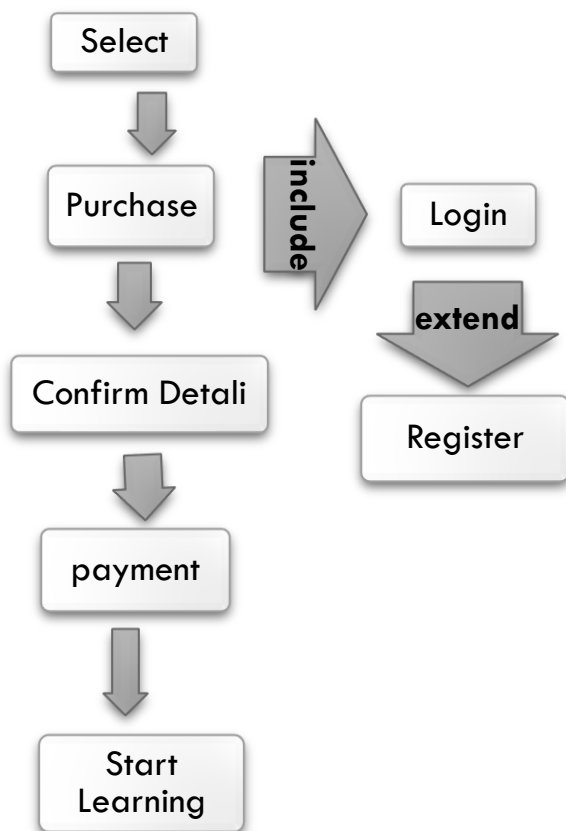 Select
Purchase
include
Login
extend
Confirm Detali
Register
payment
Start
Learning